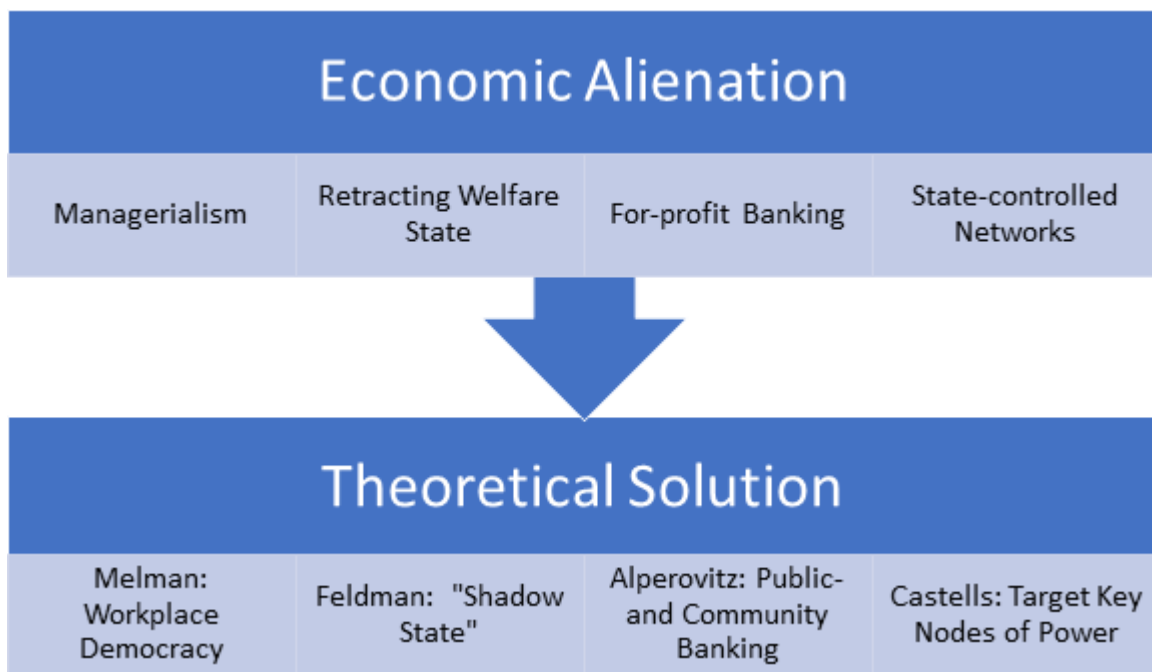 Economic Alienation
Managerialism
Retracting Welfare
State
For-profit Banking
State-controlled
Networks
Theoretical Solution
Melman:
Workplace
Democracy
Feldman: "Shadow
State"
Alperovitz: Public-
and Community
Banking
Castells: Target Key
Nodes of Power